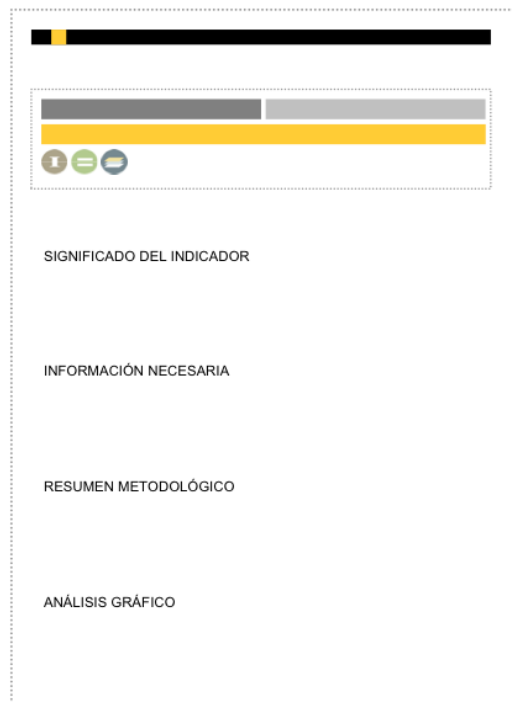 SIGNIFICADO DEL INDICADOR
INFORMACIÓN NECESARIA
RESUMEN METODOLÓGICO
ANÁLISIS GRÁFICO